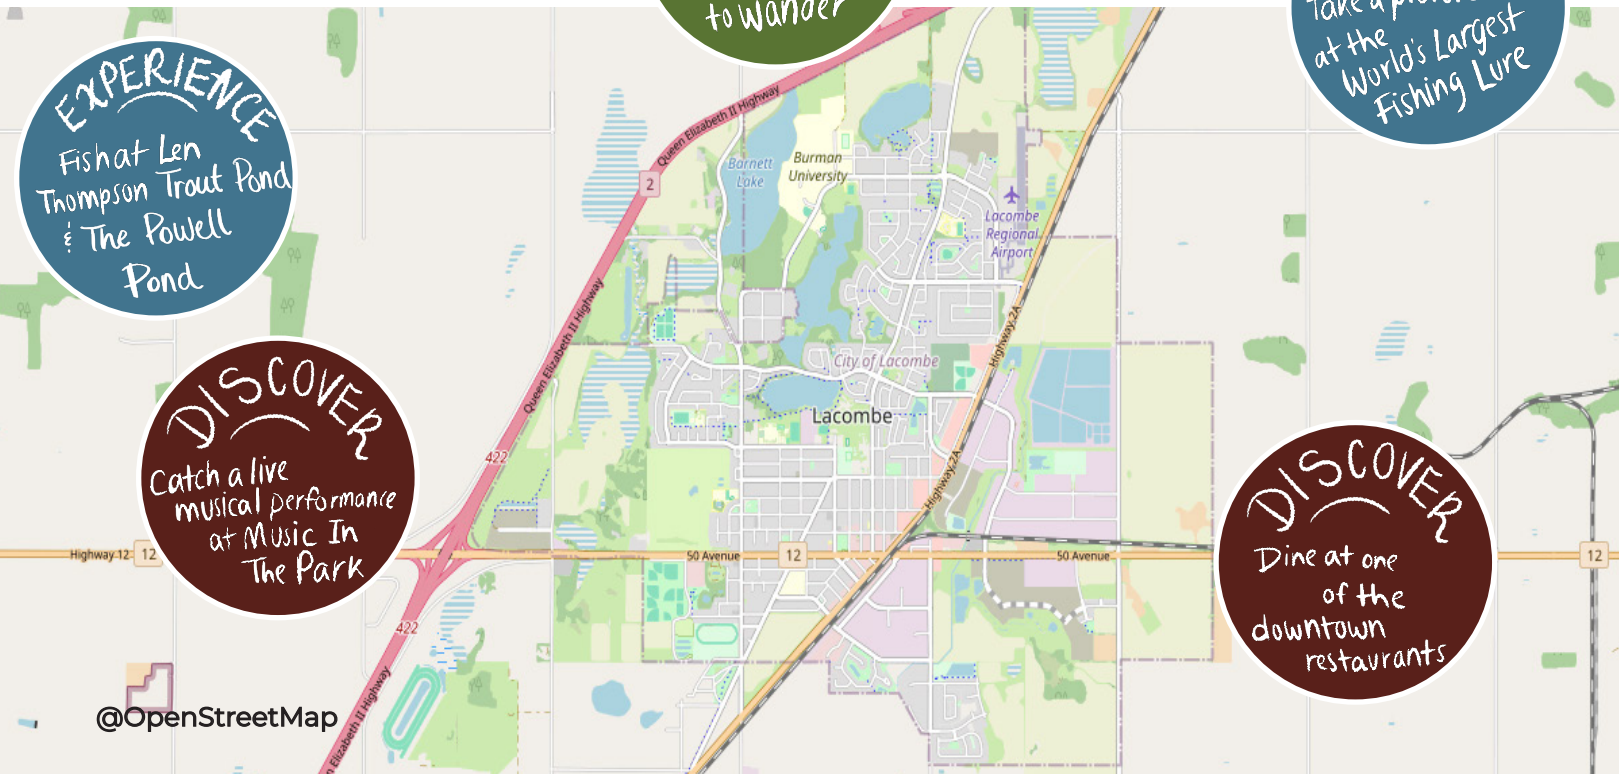 to wander
Take a
at the
World's Largest
Fishing Lure
EXPERIENCE
Fish at Len
Thompson Trout Pond
& The Powell
Pond
Queen Elizabeth II Highway
2
Barnett
Lake
Burman
University
Lacombe
Regional
Airport
Queen Elizabeth II Highway
Highway 2A
City of Lacombe
Lacombe
DISCOVER
Catch a live
musical performance
at Music In
The Park
422
Highway 2A
DISCOVER
Dine at one
of the
downtown
restaurants
Highway 12
12
50 Avenue
12
50 Avenue
12
422
Elizabeth II Highway
@OpenStreetMap